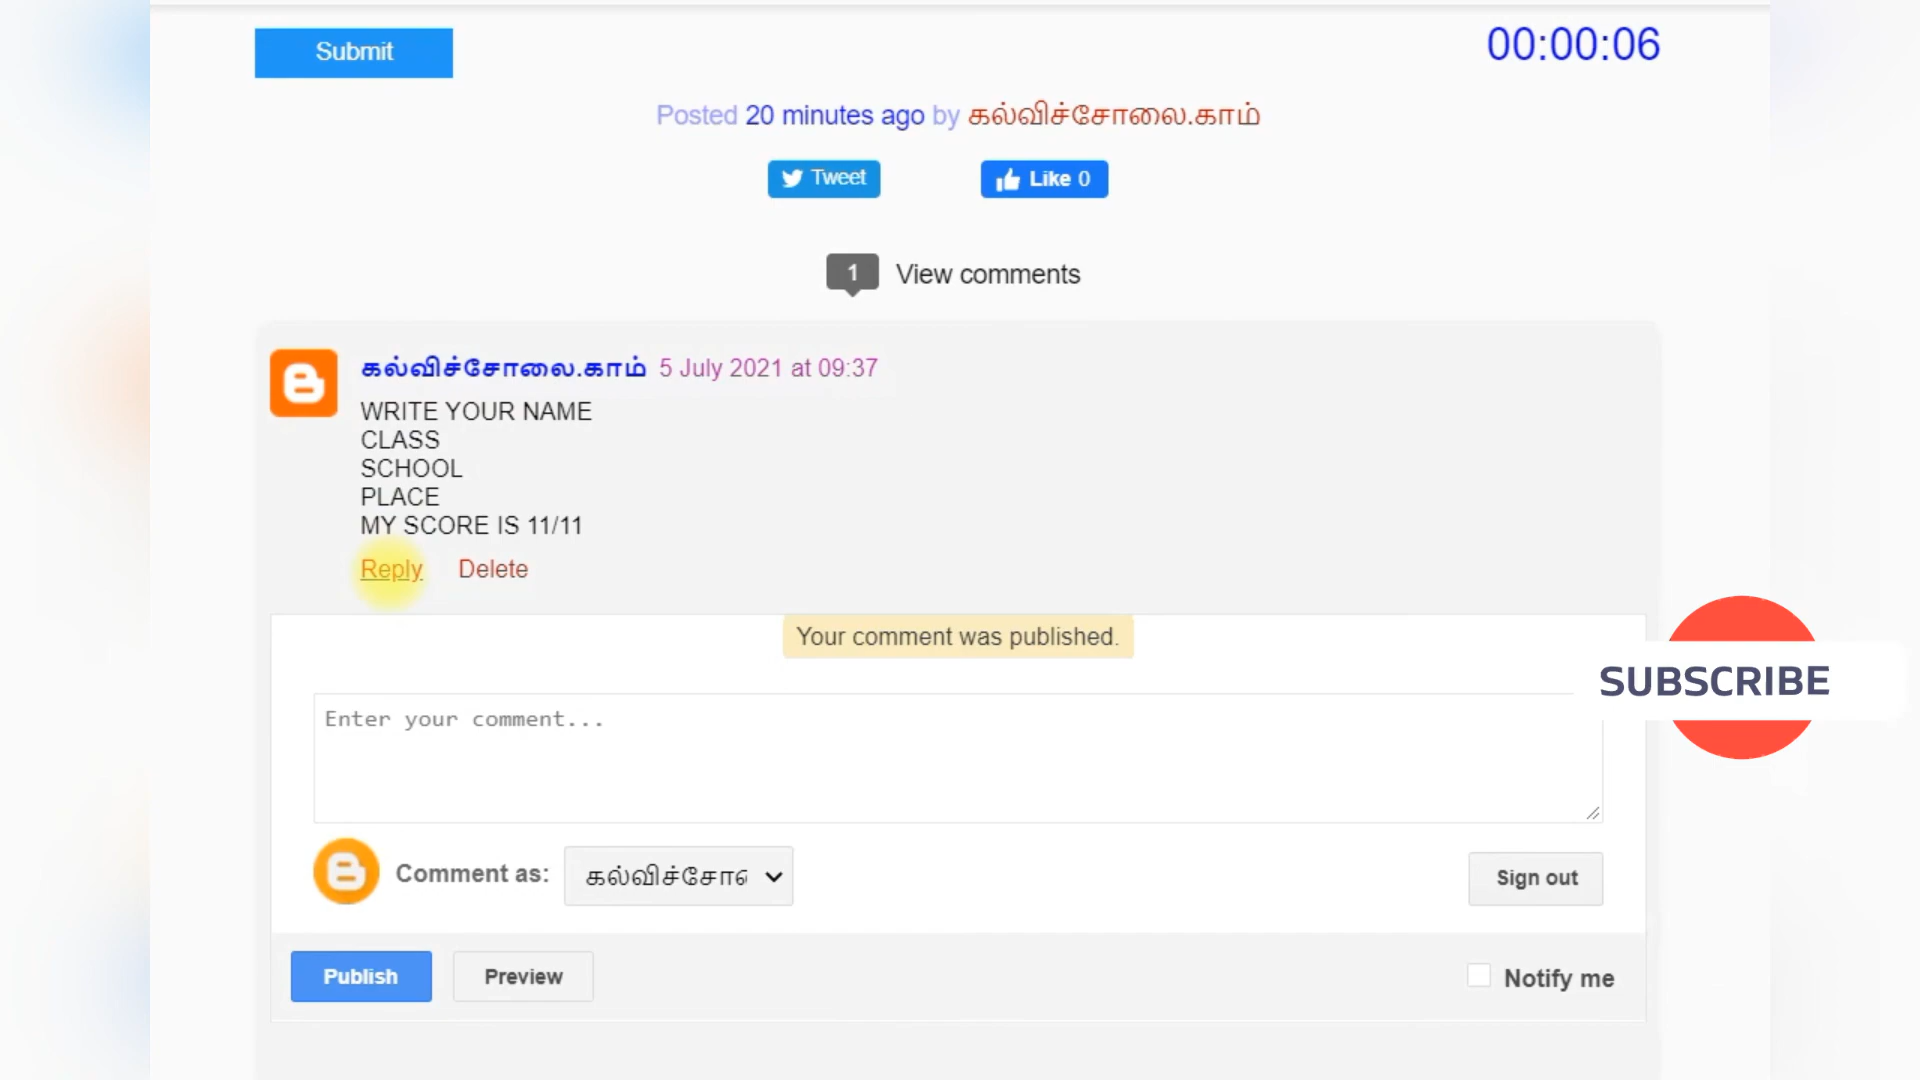 Submit
00:00:06
Posted 20 minutes ago by கல்விச்சோலை.காம்
Tweet
Like 0
1 View comments
கல்விச்சோலை.காம் 5 July 2021 at 09:37
WRITE YOUR NAME
CLASS
SCHOOL
PLACE
MY SCORE IS 11/11
Reply Delete
Your comment was published.
SUBSCRIBE
Enter your comment...
Comment as: கல்விச்சோ
Sign out
Publish
Preview
Notify me